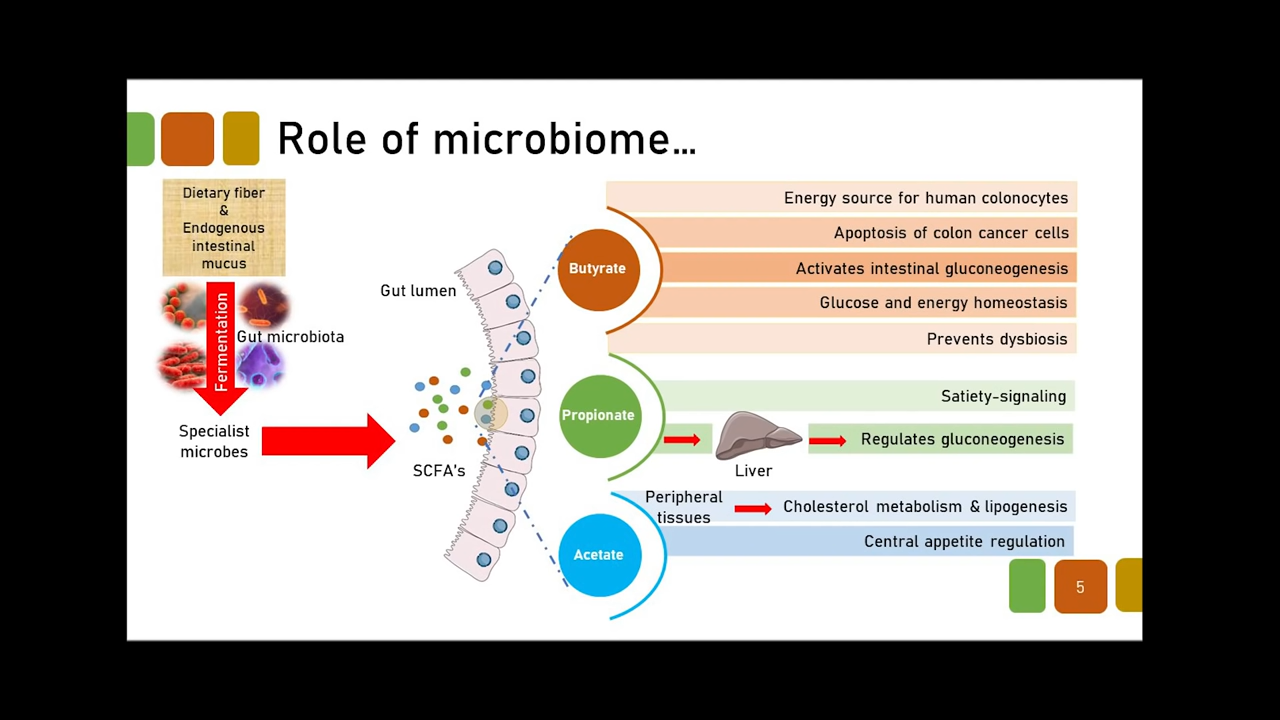 Role of microbiome...
Dietary fiber
&
Endogenous
intestinal
mucus
Fermentation
Gut microbiota
Specialist
microbes
Gut lumen
SCFA's
Butyrate
Energy source for human colonocytes
Apoptosis of colon cancer cells
Activates intestinal gluconeogenesis
Glucose and energy homeostasis
Prevents dysbiosis
Propionate
Satiety-signaling
Liver
Regulates gluconeogenesis
Acetate
Peripheral
tissues
Cholesterol metabolism & lipogenesis
Central appetite regulation
5